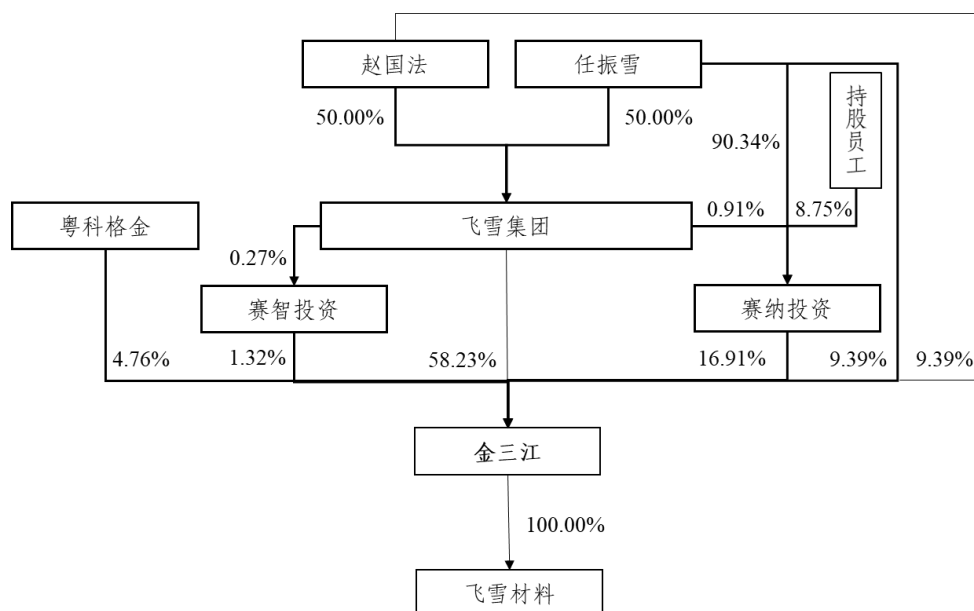 赵国法
任振雪
持股员工
50.00%
50.00%
90.34%
粤科格金
飞雪集团
0.91%
8.75%
0.27%
赛智投资
赛纳投资
4.76%
1.32%
58.23%
16.91%
9.39%
9.39%
金三江
100.00%
飞雪材料